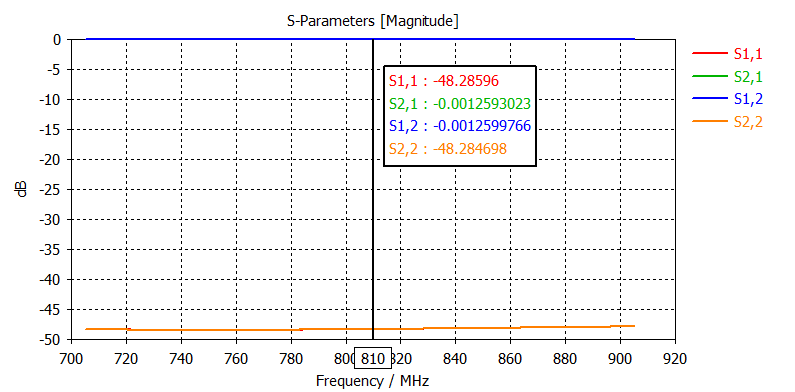 S-Parameters [Magnitude]
0
-5
-10
-15
-20
-25
-30
-35
-40
-45
-50
dB
S1,1 : -48.28596
S2,1 : -0.0012593023
S1,2 : -0.0012599766
S2,2 : -48.284698
S1,1
S2,1
S1,2
S2,2
700 720 740 760 780 800 810 820 840 860 880 900 920
Frequency / MHz